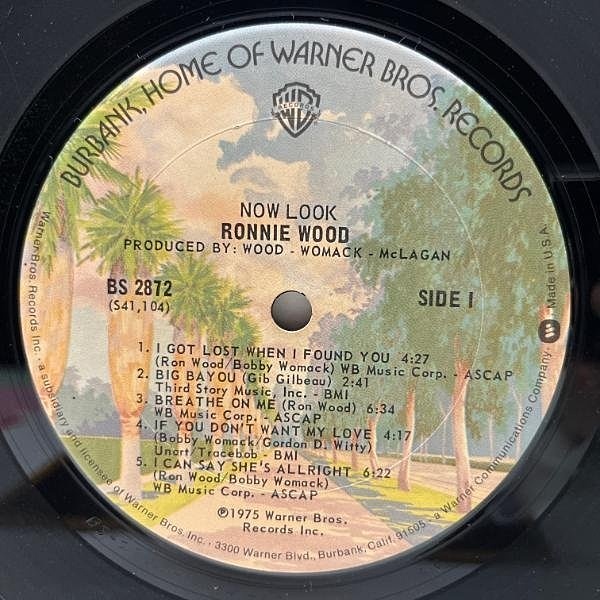 BURBANK, HOME OF WARNER BROS. RECORDS
RECORDS
NOW LOOK
RONNIE WOOD
PRODUCED BY: WOOD - WOMACK - McLAGAN
BS 2872
(S41,104)
SIDE 1
1. I GOT LOST WHEN I FOUND YOU 4:27
(Ron Wood/Bobby Womack) WB Music Corp. - ASCAP
2. BIG BAYOU (Gib Gilbeau) 2:41
Third Story Music, Inc. - BMI
3. BREATHE ON ME (Ron Wood) 6:34
WB Music Corp. - ASCAP
4. IF YOU DON'T WANT MY LOVE 4:17
(Bobby Womack/Gordon D. Witty)
Unart/Tracebob - BMI
5. I CAN SAY SHE'S ALLRIGHT 6:22
(Ron Wood/Bobby Womack)
WB Music Corp. - ASCAP
℗1975 Warner Bros.
Records Inc.
Warner Bros. Records Inc. · a subsidiary and licensee of Warner Bros. Inc. · 3300 Warner Blvd., Burbank, Calif. 91505 · a Warner Communications Company · Made in U.S.A.